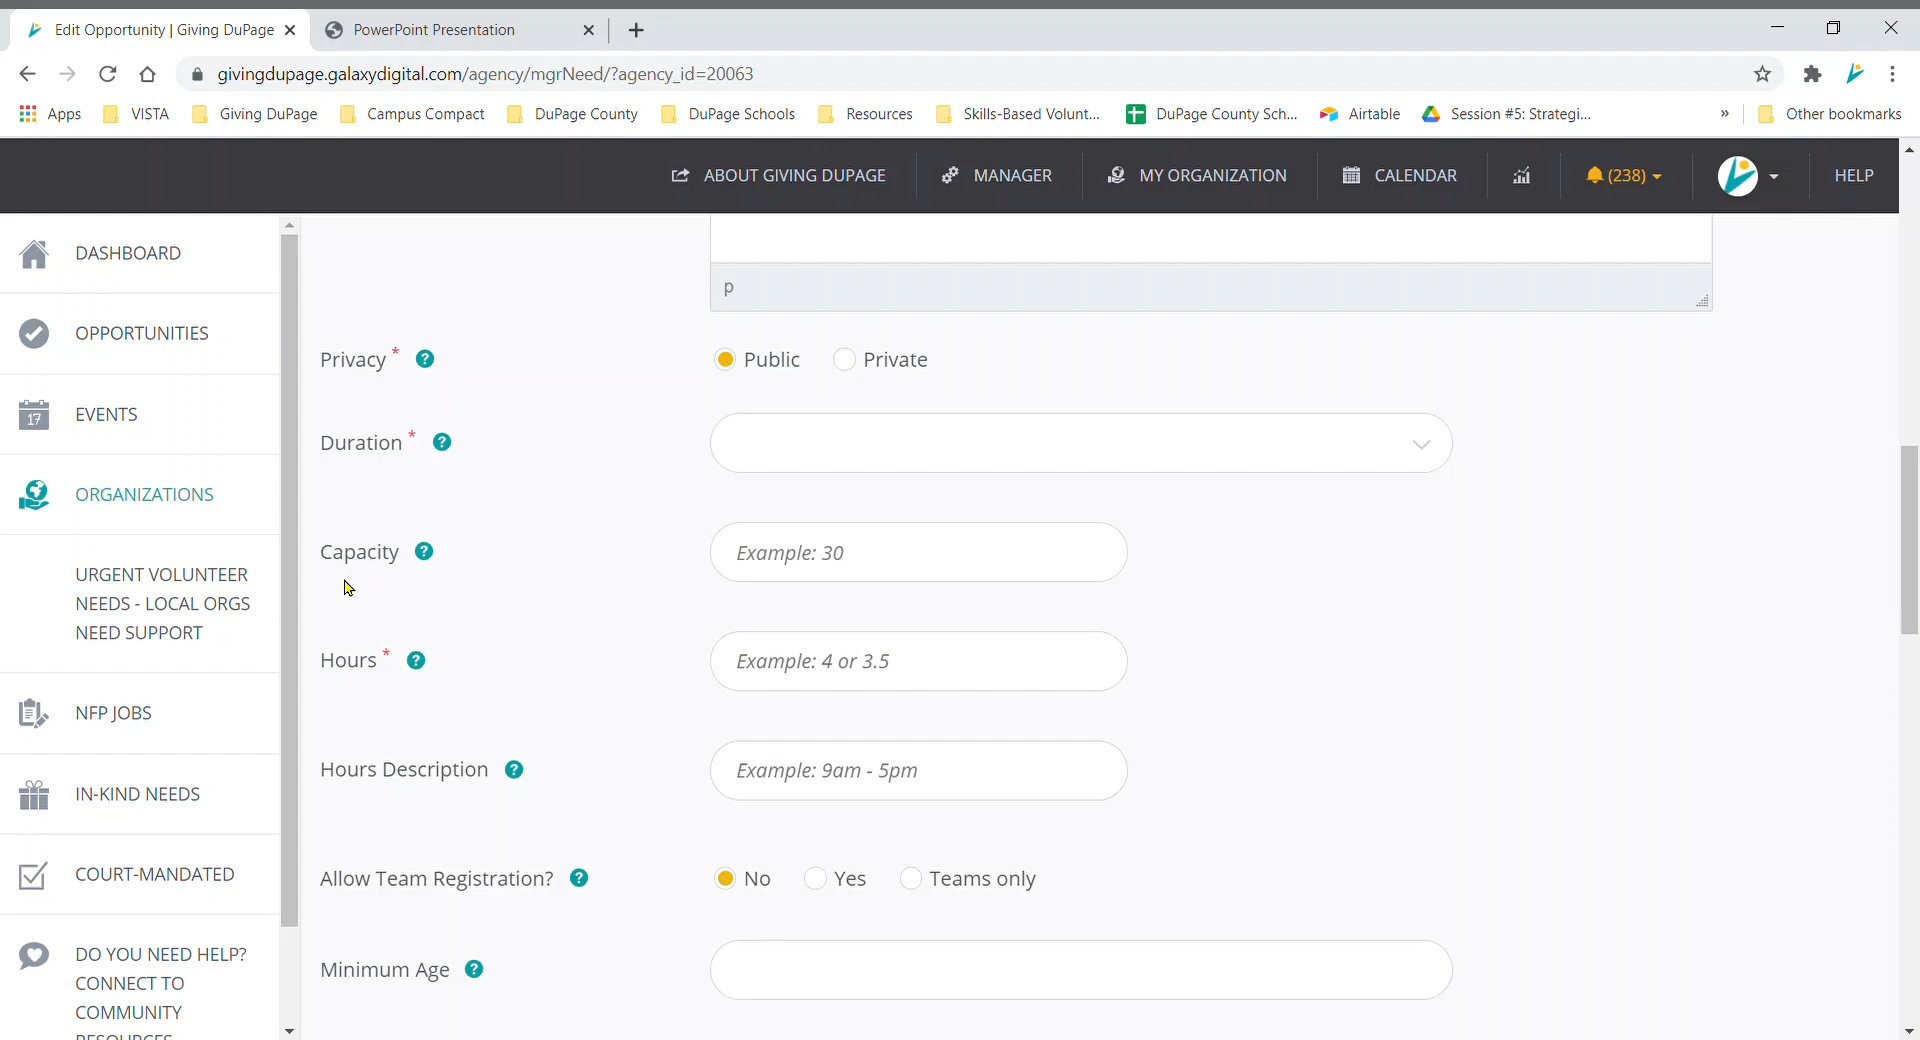 Edit Opportunity | Giving DuPage
PowerPoint Presentation
givingdupage.galaxydigital.com/agency/mgrNeed/?agency_id=20063
Apps VISTA Giving DuPage Campus Compact DuPage County DuPage Schools Resources Skills-Based Volunt... DuPage County Sch... Airtable Session #5: Strategi... » Other bookmarks
ABOUT GIVING DUPAGE MANAGER MY ORGANIZATION CALENDAR (238) HELP
DASHBOARD
OPPORTUNITIES
17
EVENTS
ORGANIZATIONS
URGENT VOLUNTEER
NEEDS - LOCAL ORGS
NEED SUPPORT
NFP JOBS
IN-KIND NEEDS
COURT-MANDATED
DO YOU NEED HELP?
CONNECT TO
COMMUNITY
RESOURCES
p
Privacy * ? Public Private
Duration * ?
Capacity ? Example: 30
Hours * ? Example: 4 or 3.5
Hours Description ? Example: 9am - 5pm
Allow Team Registration? ? No Yes Teams only
Minimum Age ?